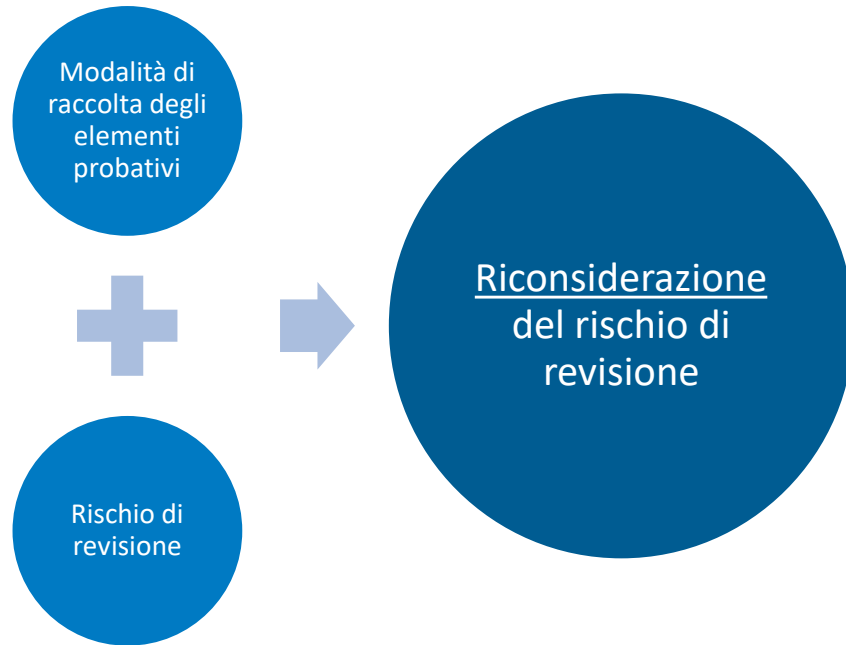 Modalità di
raccolta degli
elementi
probativi
Rischio di
revisione
Riconsiderazione
del rischio di
revisione